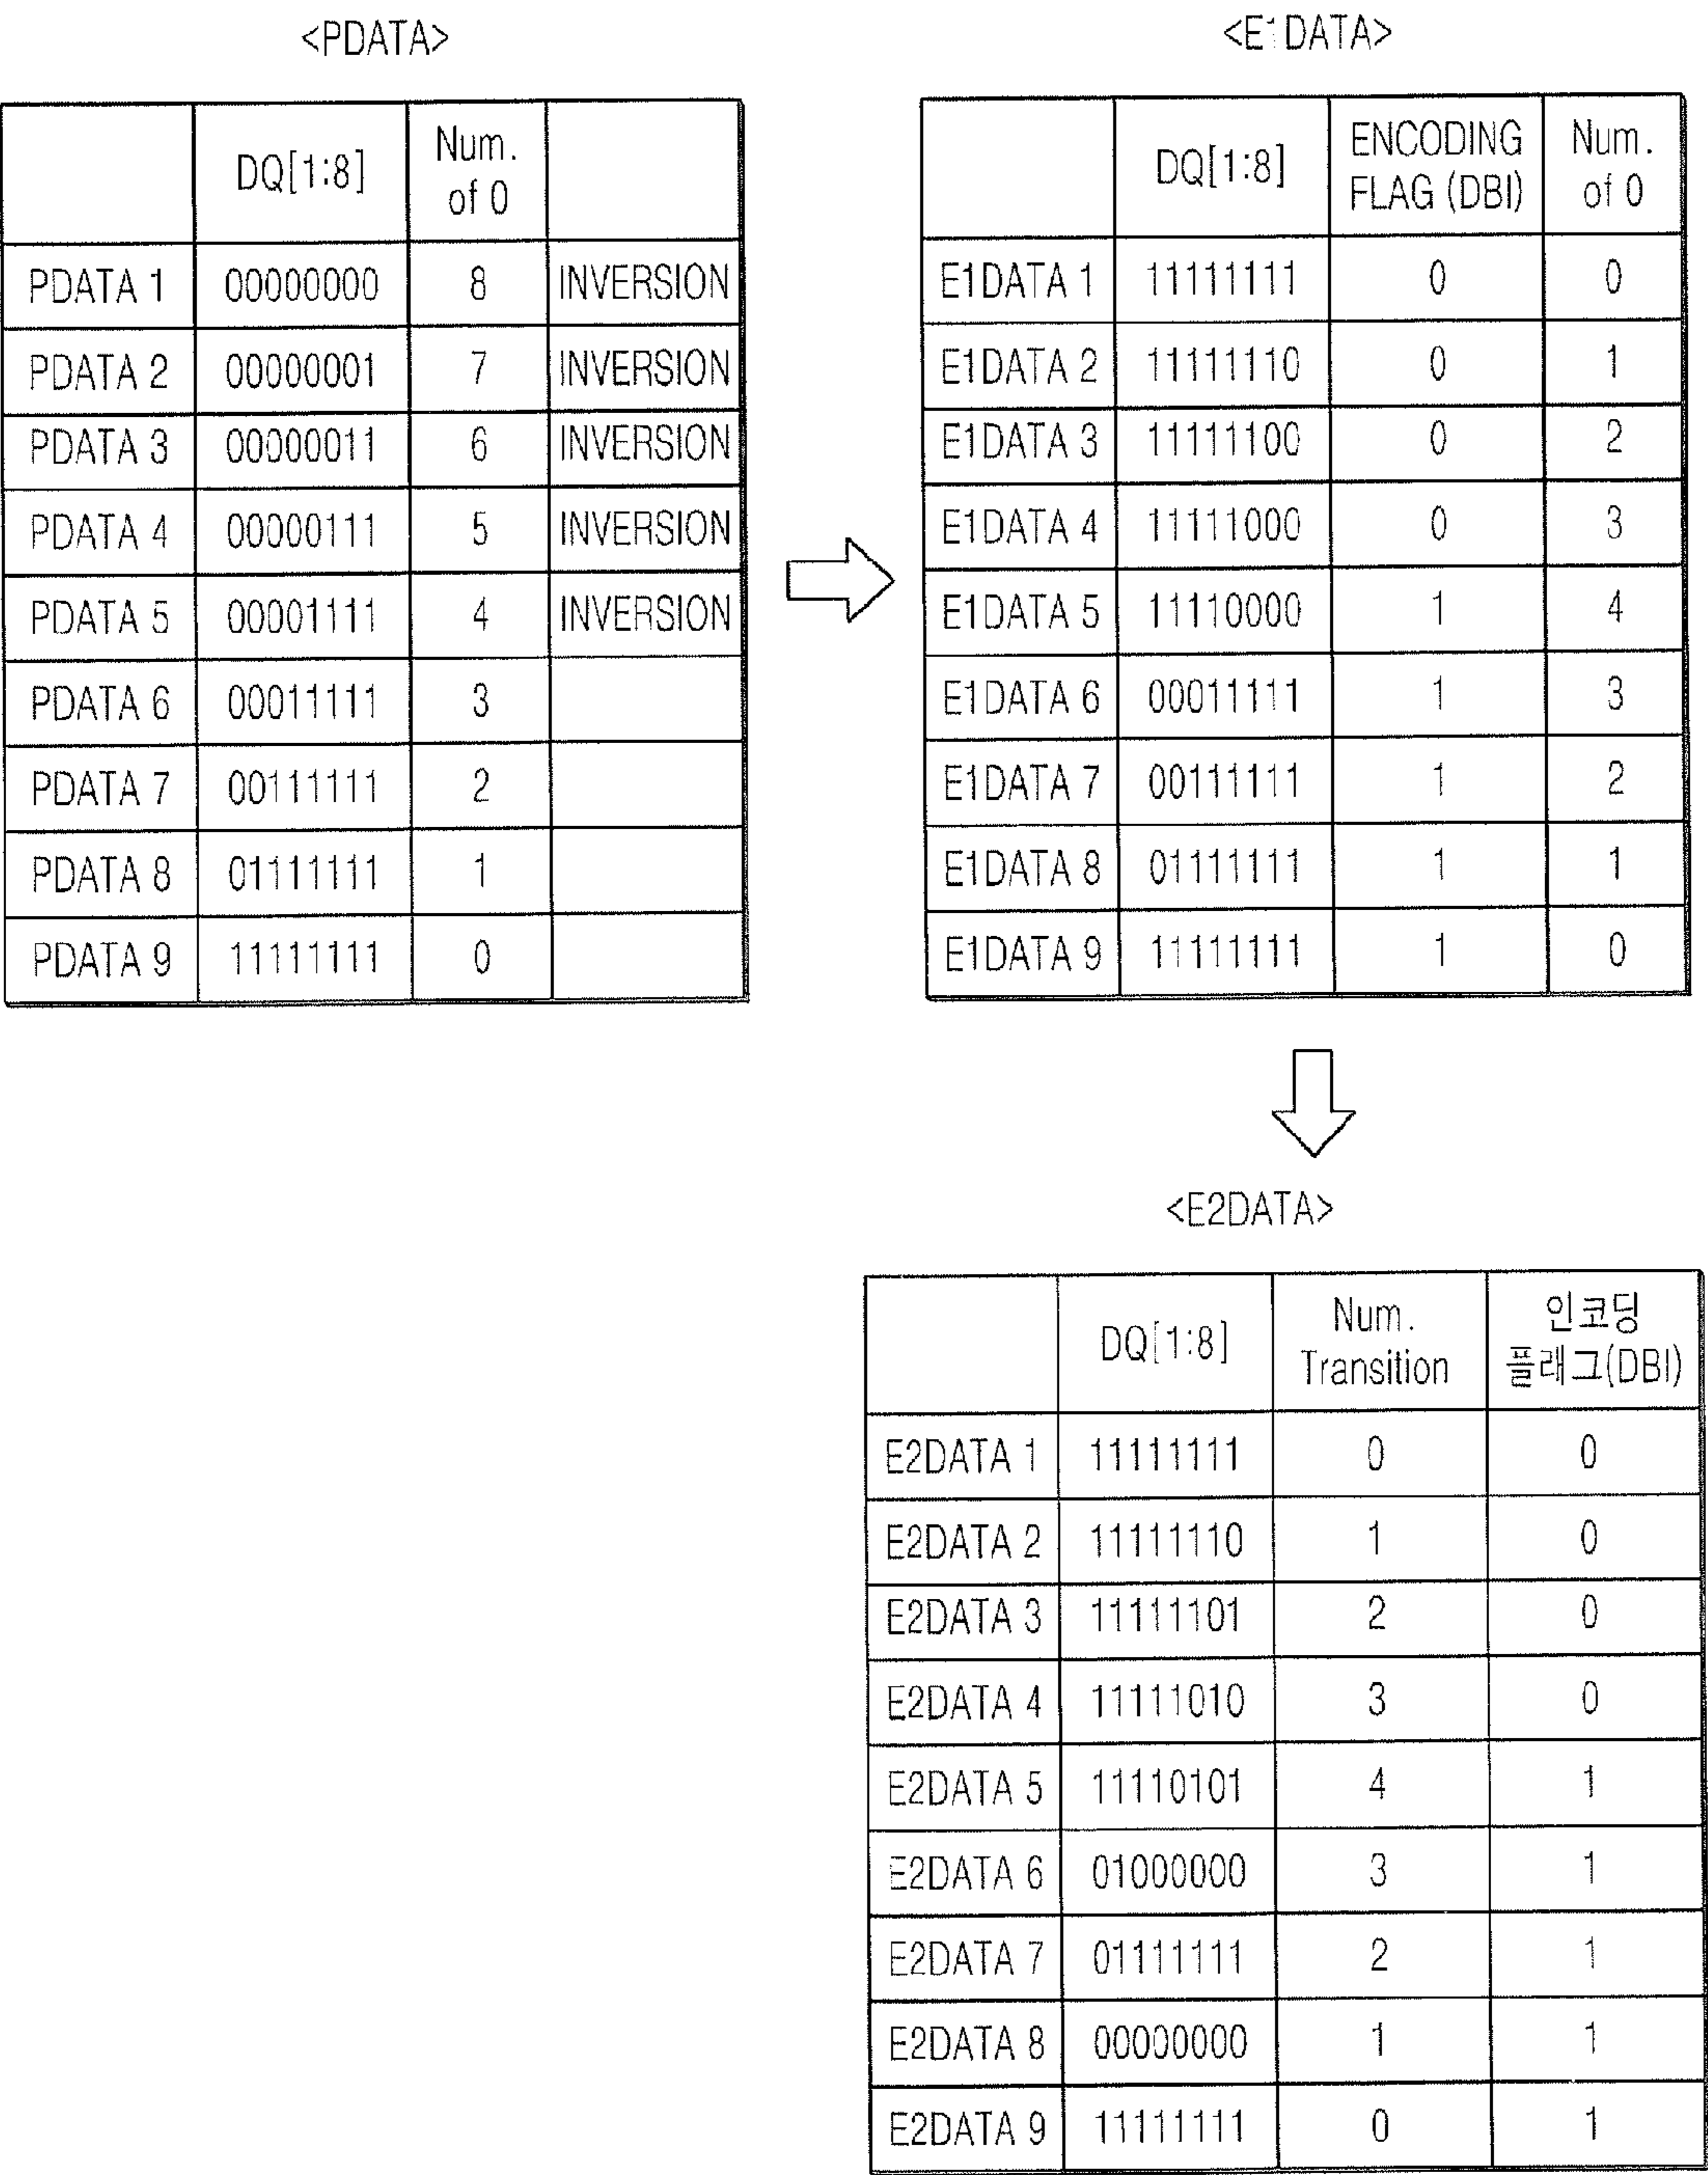 <PDATA>
DQ[1:8] Num. of 0
PDATA 1 00000000 8 INVERSION
PDATA 2 00000001 7 INVERSION
PDATA 3 00000011 6 INVERSION
PDATA 4 00000111 5 INVERSION
PDATA 5 00001111 4 INVERSION
PDATA 6 00011111 3
PDATA 7 00111111 2
PDATA 8 01111111 1
PDATA 9 11111111 0
<E1DATA>
DQ[1:8] ENCODING FLAG (DBI) Num. of 0
E1DATA 1 11111111 0 0
E1DATA 2 11111110 0 1
E1DATA 3 11111100 0 2
E1DATA 4 11111000 0 3
E1DATA 5 11110000 1 4
E1DATA 6 00011111 1 3
E1DATA 7 00111111 1 2
E1DATA 8 01111111 1 1
E1DATA 9 11111111 1 0
<E2DATA>
DQ[1:8] Num. Transition 인코딩 플래그(DBI)
E2DATA 1 11111111 0 0
E2DATA 2 11111110 1 0
E2DATA 3 11111101 2 0
E2DATA 4 11111010 3 0
E2DATA 5 11110101 4 1
E2DATA 6 01000000 3 1
E2DATA 7 01111111 2 1
E2DATA 8 00000000 1 1
E2DATA 9 11111111 0 1